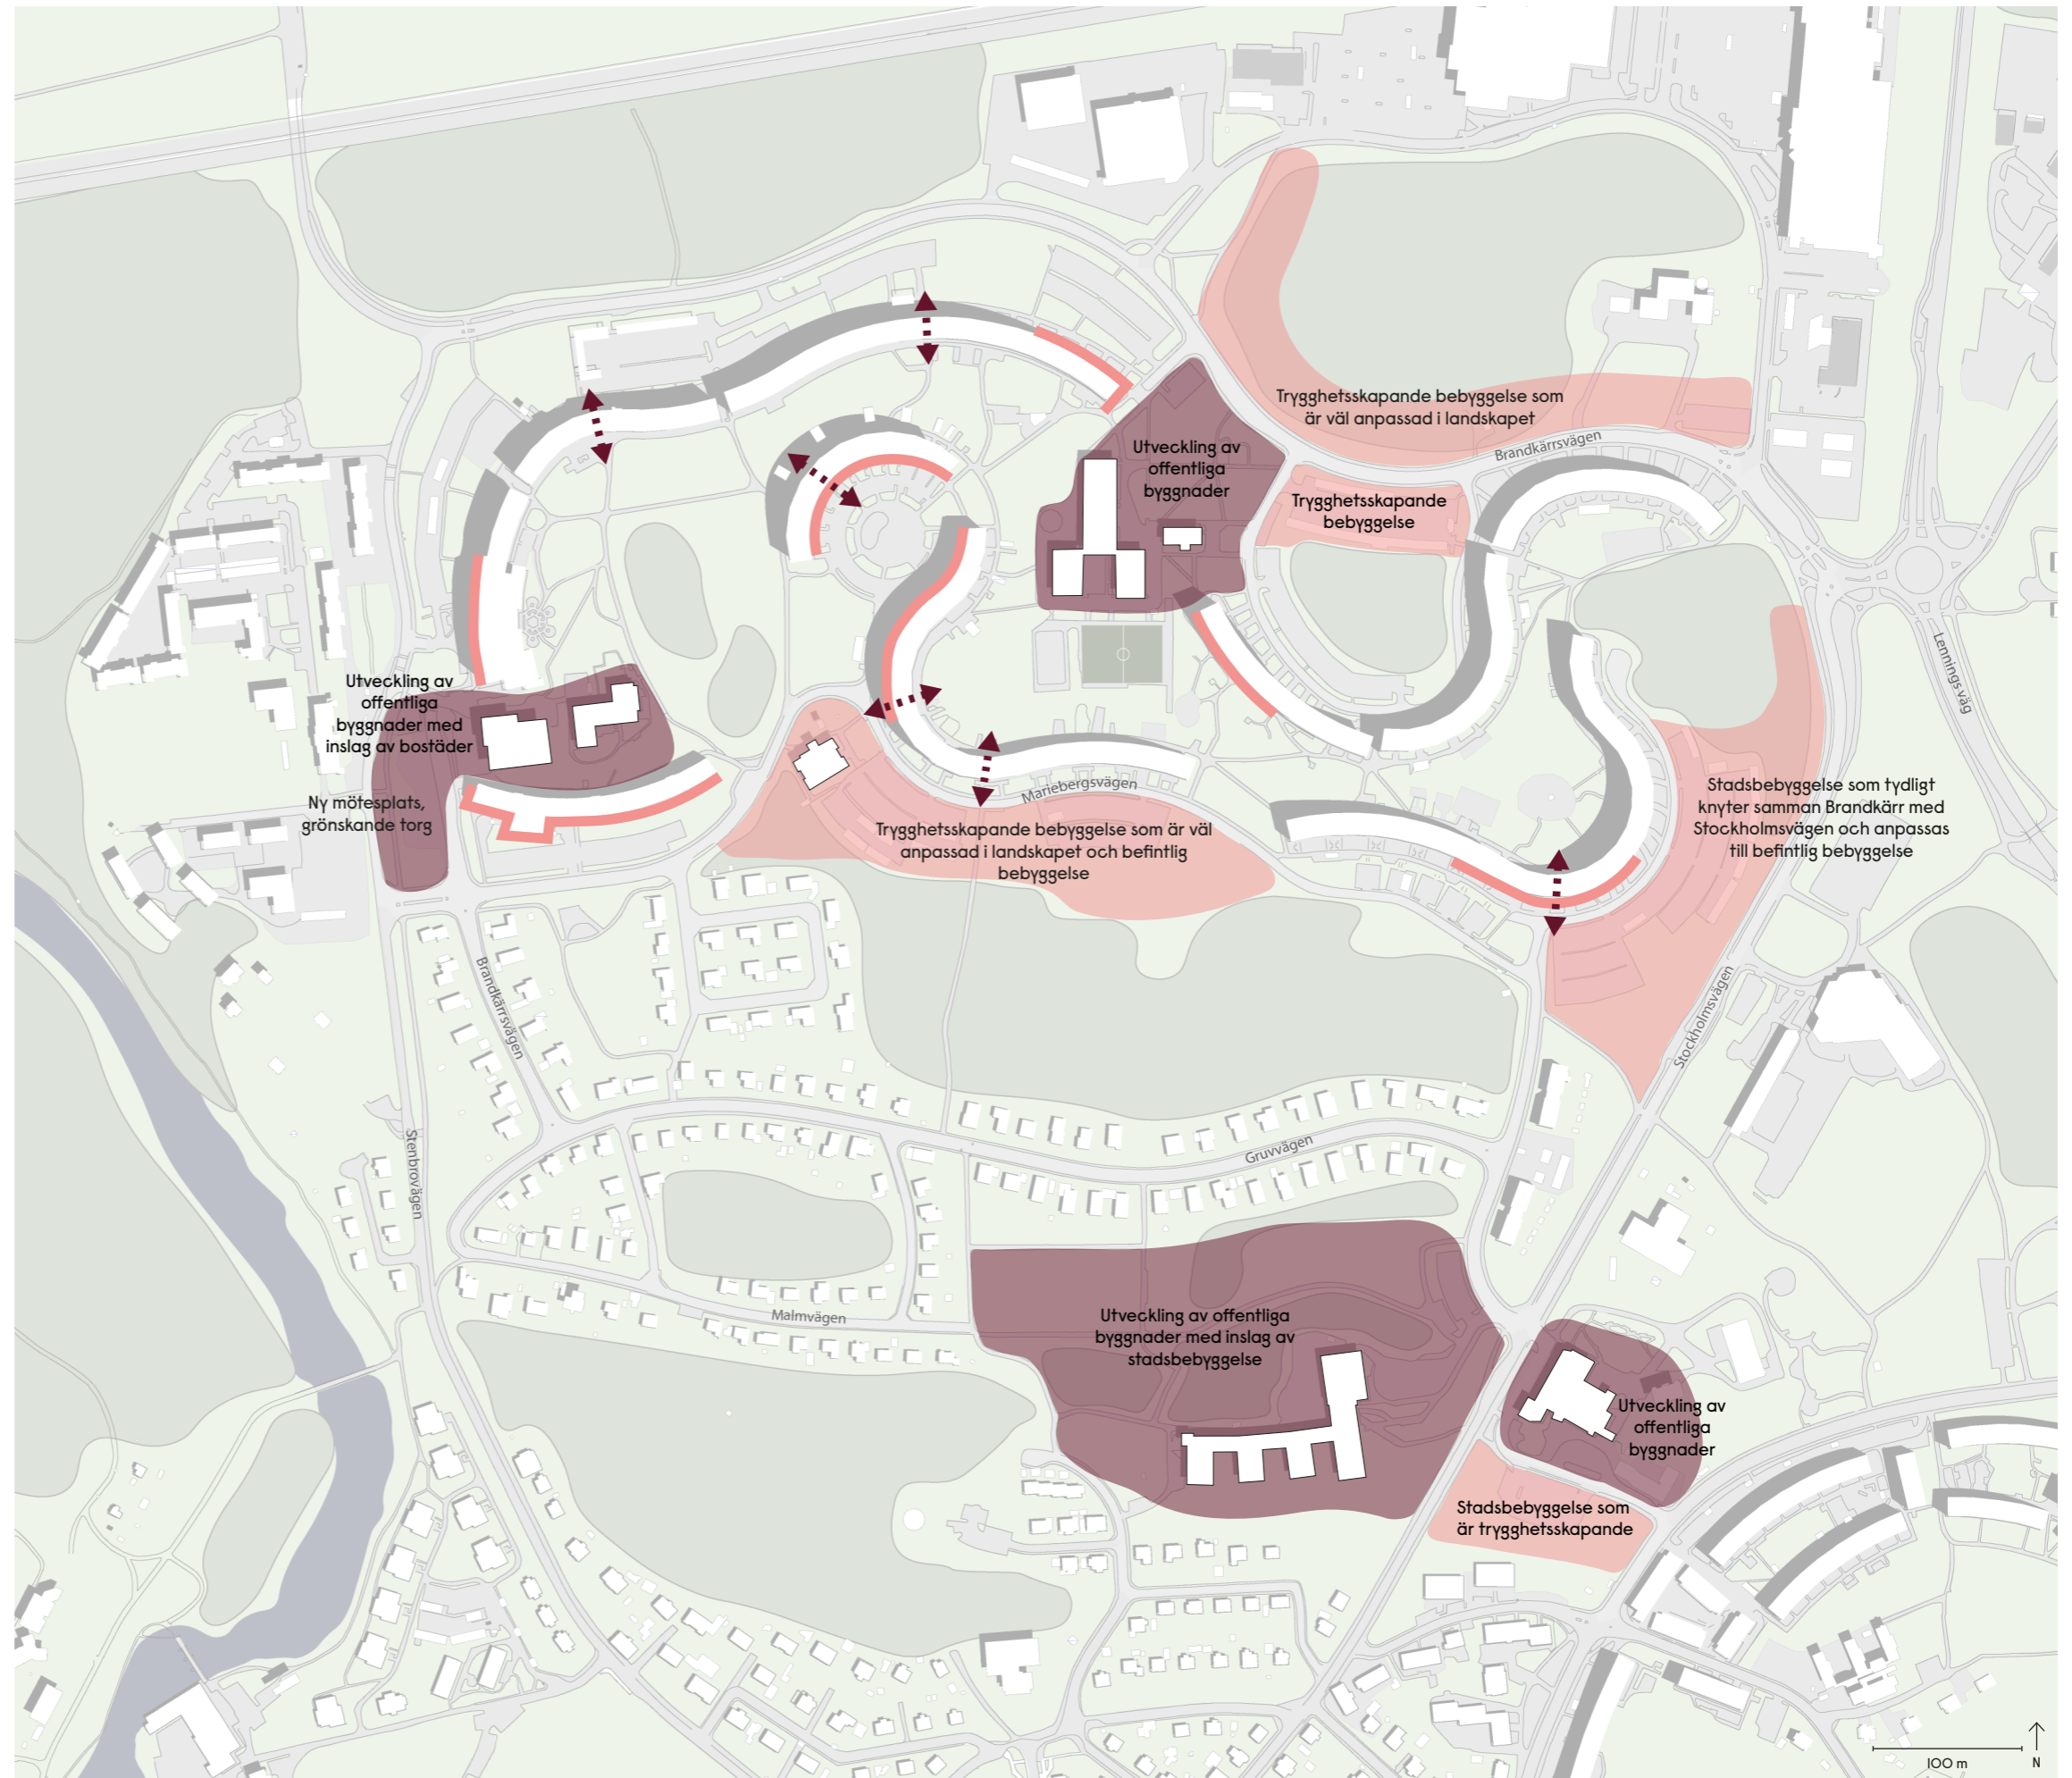 Trygghetsskapande bebyggelse som
är väl anpassad i landskapet
Brandkärrsvägen
Utveckling av
offentliga
byggnader
Trygghetsskapande
bebyggelse
Lennings väg
Utveckling av
offentliga
byggnader med
inslag av bostäder
Ny mötesplats,
grönskande torg
Mariebergsvägen
Trygghetsskapande bebyggelse som är väl
anpassad i landskapet och befintlig
bebyggelse
Stadsbebyggelse som tydligt
knyter samman Brandkärr med
Stockholmsvägen och anpassas
till befintlig bebyggelse
Brandkärrsvägen
Stockholmsvägen
Stenbrovägen
Gruvvägen
Malmvägen
Utveckling av offentliga
byggnader med inslag av
stadsbebyggelse
Utveckling av
offentliga
byggnader
Stadsbebyggelse som
är trygghetsskapande
100 m
N